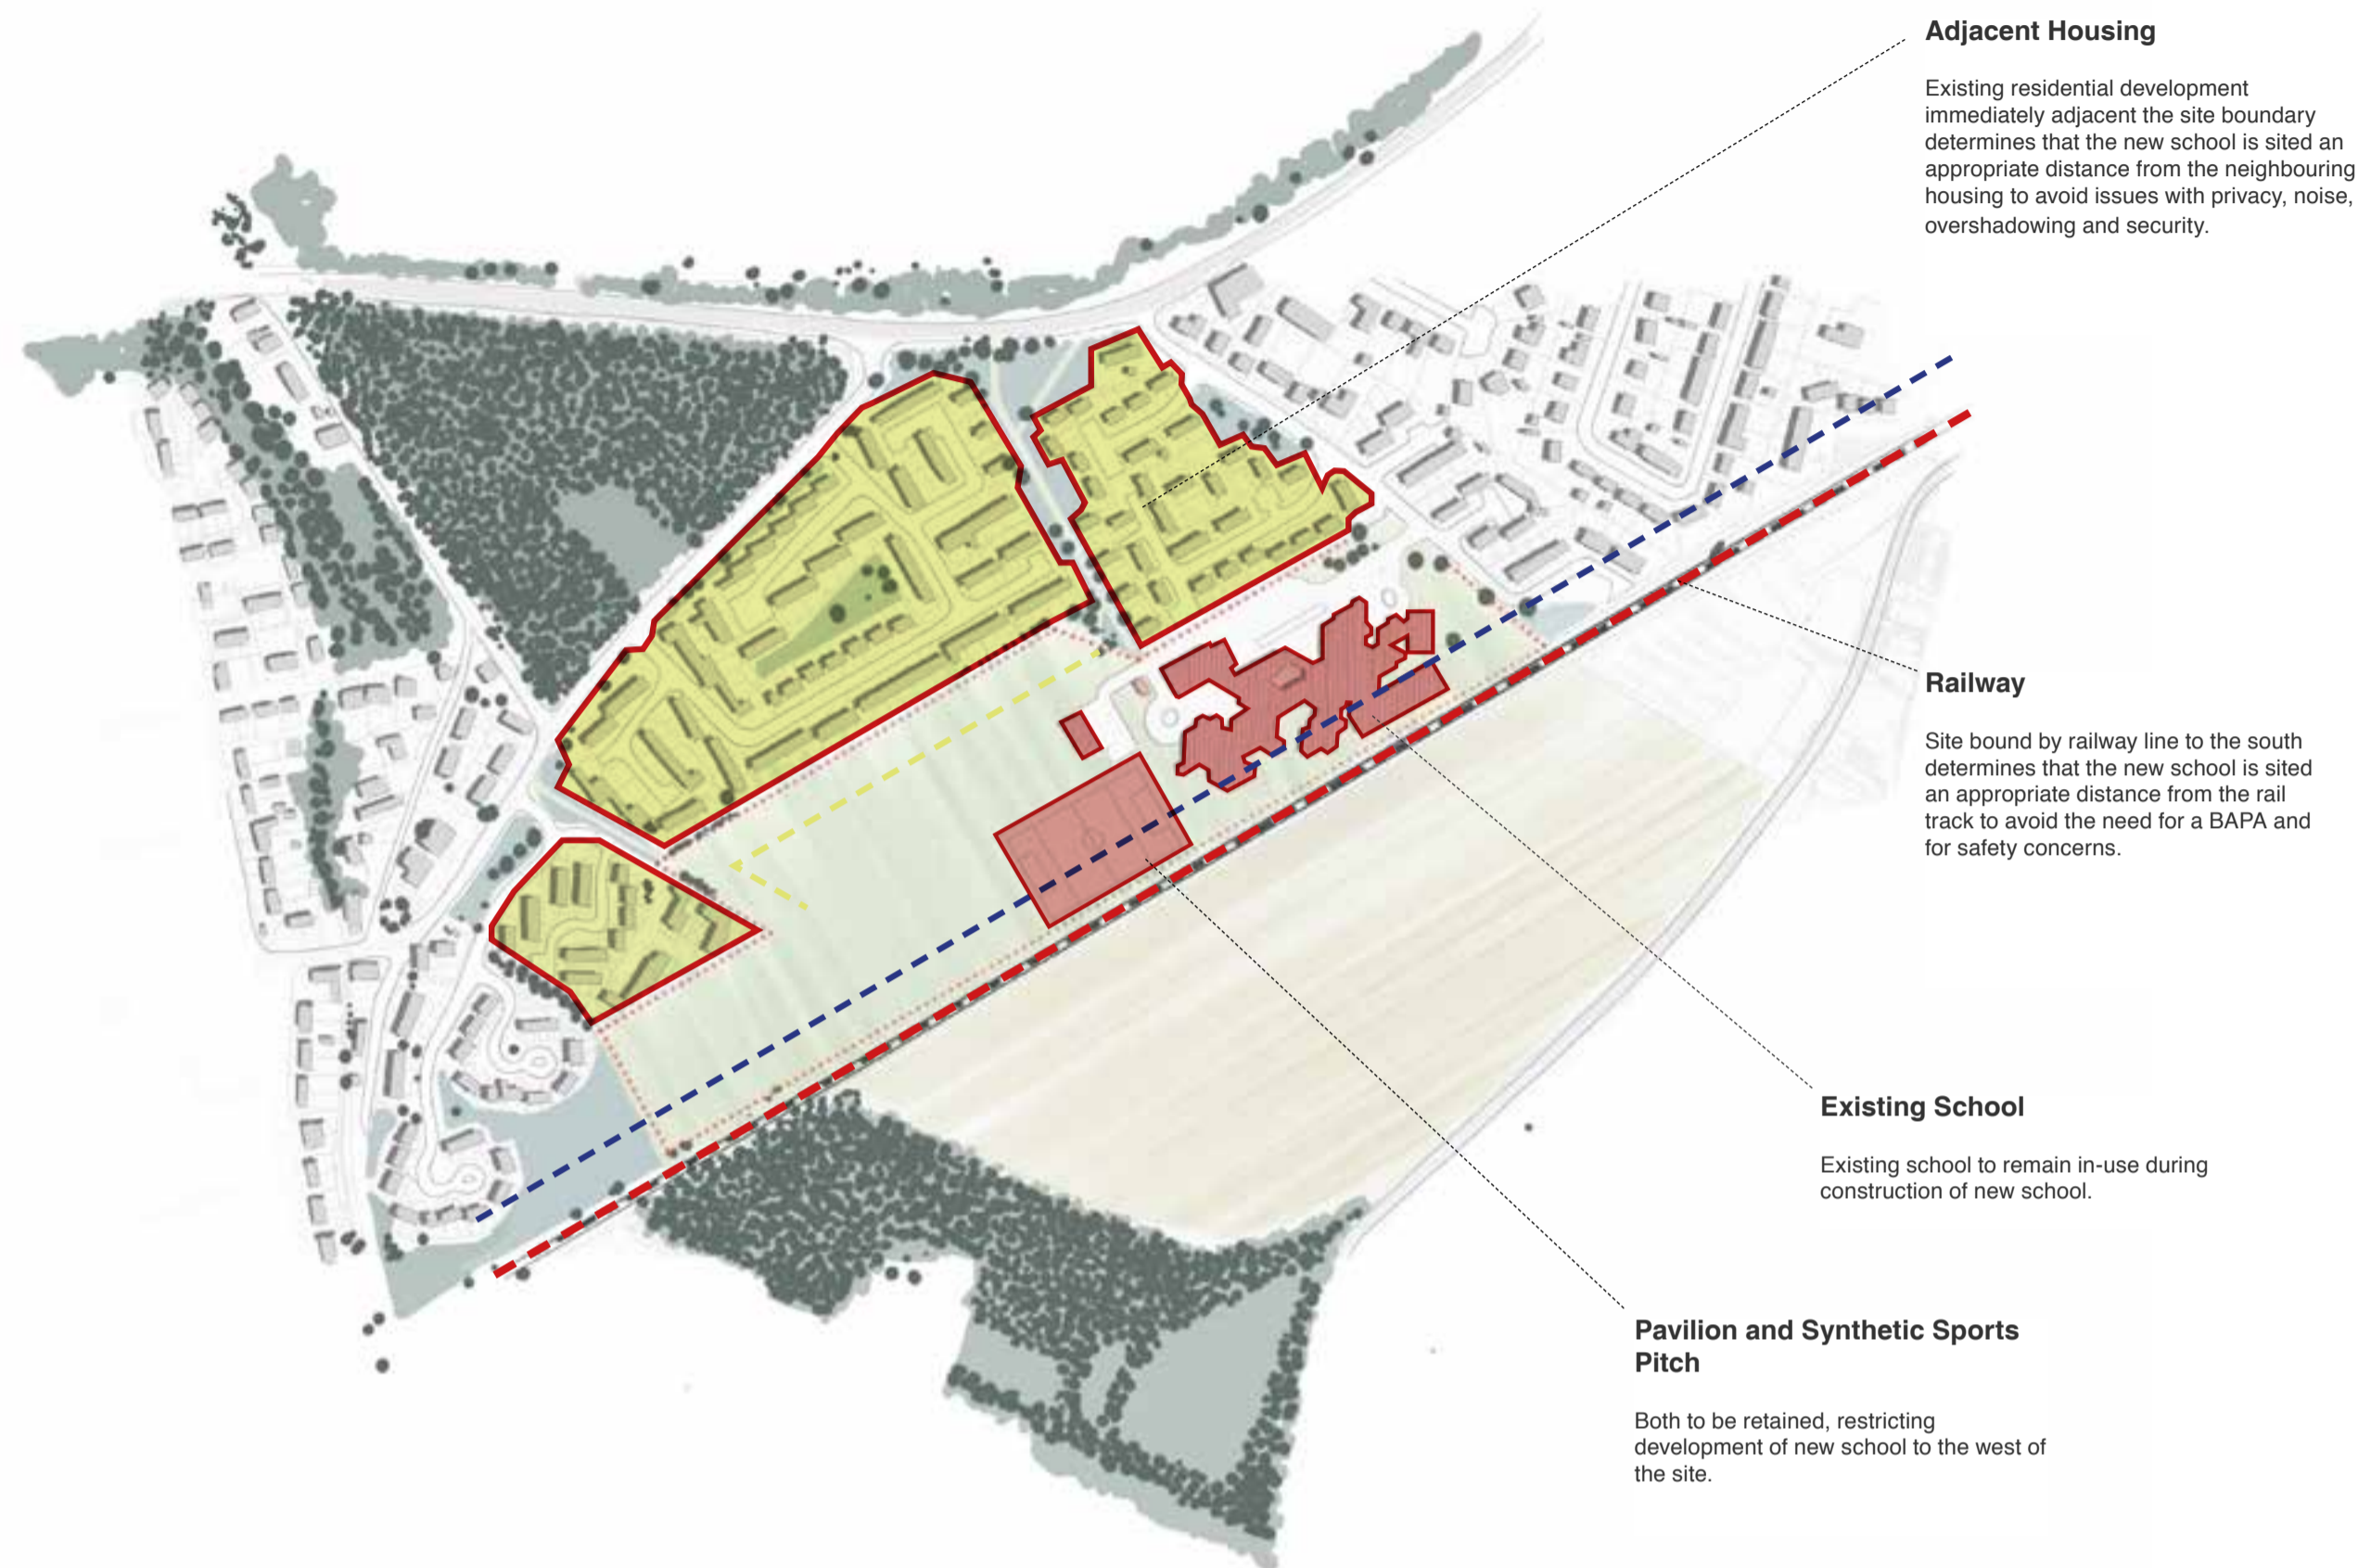 Adjacent Housing
Existing residential development
immediately adjacent the site boundary
determines that the new school is sited an
appropriate distance from the neighbouring
housing to avoid issues with privacy, noise,
overshadowing and security.
Railway
Site bound by railway line to the south
determines that the new school is sited
an appropriate distance from the rail
track to avoid the need for a BAPA and
for safety concerns.
Existing School
Existing school to remain in-use during
construction of new school.
Pavilion and Synthetic Sports
Pitch
Both to be retained, restricting
development of new school to the west of
the site.